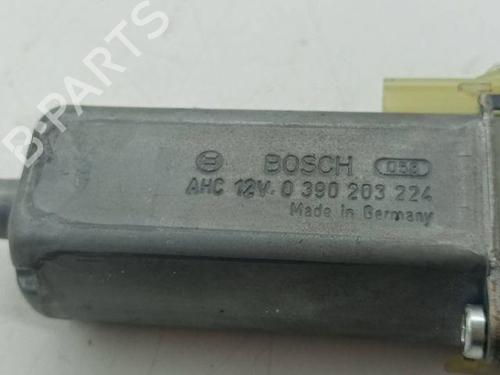 BOSCH 058
AHC 12V 0 390 203 224
Made in Germany
B-PARTS